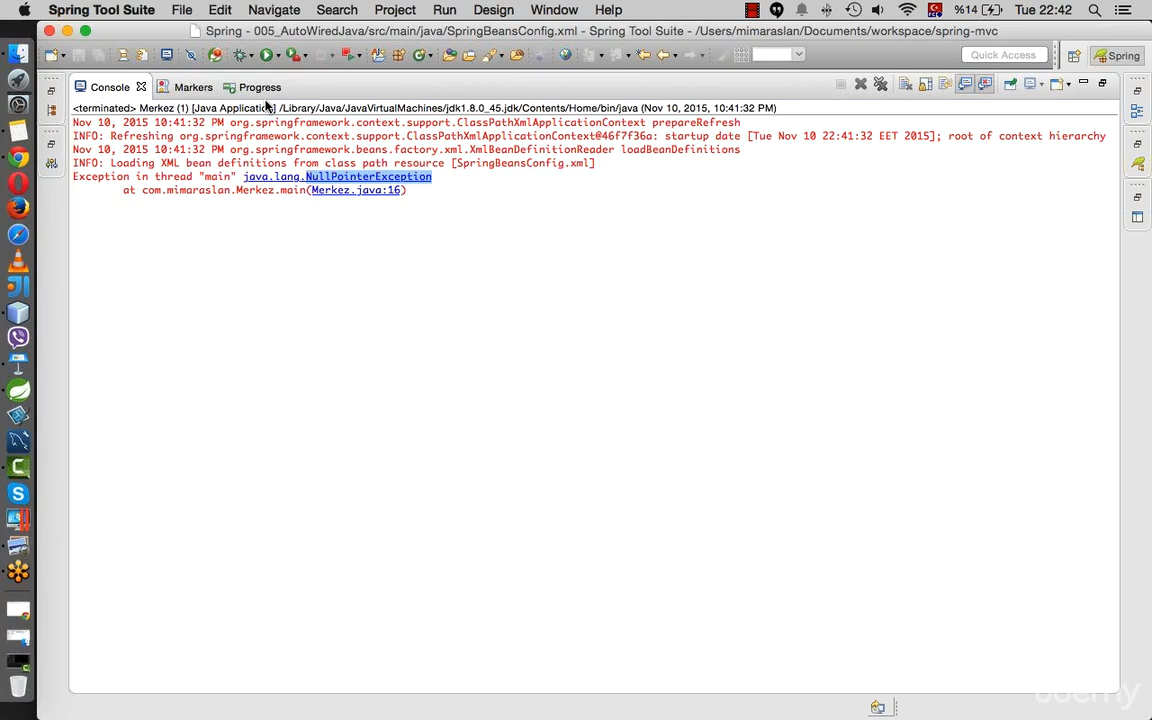 Spring Tool Suite File Edit Navigate Search Project Run Design Window Help %14 Tue 22:42
Spring - 005_AutoWiredJava/src/main/java/SpringBeansConfig.xml - Spring Tool Suite - /Users/mimaraslan/Documents/workspace/spring-mvc
Quick Access Spring
Console Markers Progress
<terminated> Merkez (1) [Java Application] /Library/Java/JavaVirtualMachines/jdk1.8.0_45.jdk/Contents/Home/bin/java (Nov 10, 2015, 10:41:32 PM)
Nov 10, 2015 10:41:32 PM org.springframework.context.support.ClassPathXmlApplicationContext prepareRefresh
INFO: Refreshing org.springframework.context.support.ClassPathXmlApplicationContext@46f7f36a: startup date [Tue Nov 10 22:41:32 EET 2015]; root of context hierarchy
Nov 10, 2015 10:41:32 PM org.springframework.beans.factory.xml.XmlBeanDefinitionReader loadBeanDefinitions
INFO: Loading XML bean definitions from class path resource [SpringBeansConfig.xml]
Exception in thread "main" java.lang.NullPointerException
at com.mimaraslan.Merkez.main(Merkez.java:16)
udemy